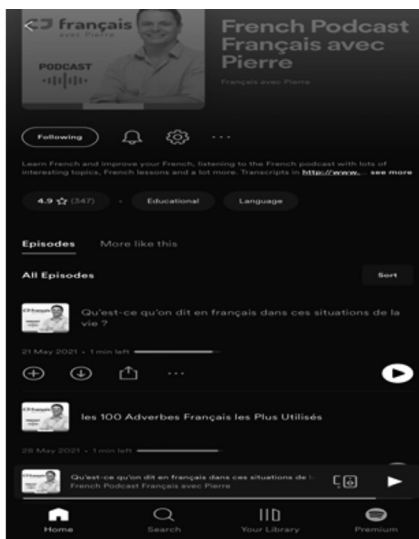 français
avec Pierre
PODCAST
French Podcast
Français avec
Pierre
Français avec Pierre
Following
Learn French and improve your French, listening to the French podcast with lots of
interesting topics, French lessons and a lot more. Transcripts in http://www.... see more
4.9 ☆ (347) • Educational Language
Episodes More like this
All Episodes Sort
Qu'est-ce qu'on dit en français dans ces situations de la
vie ?
21 May 2021 • 1 min left
les 100 Adverbes Français les Plus Utilisés
28 May 2021 • 1 min left
Qu'est-ce qu'on dit en français dans ces situations de
French Podcast Français avec Pierre
Home Search Your Library Premium